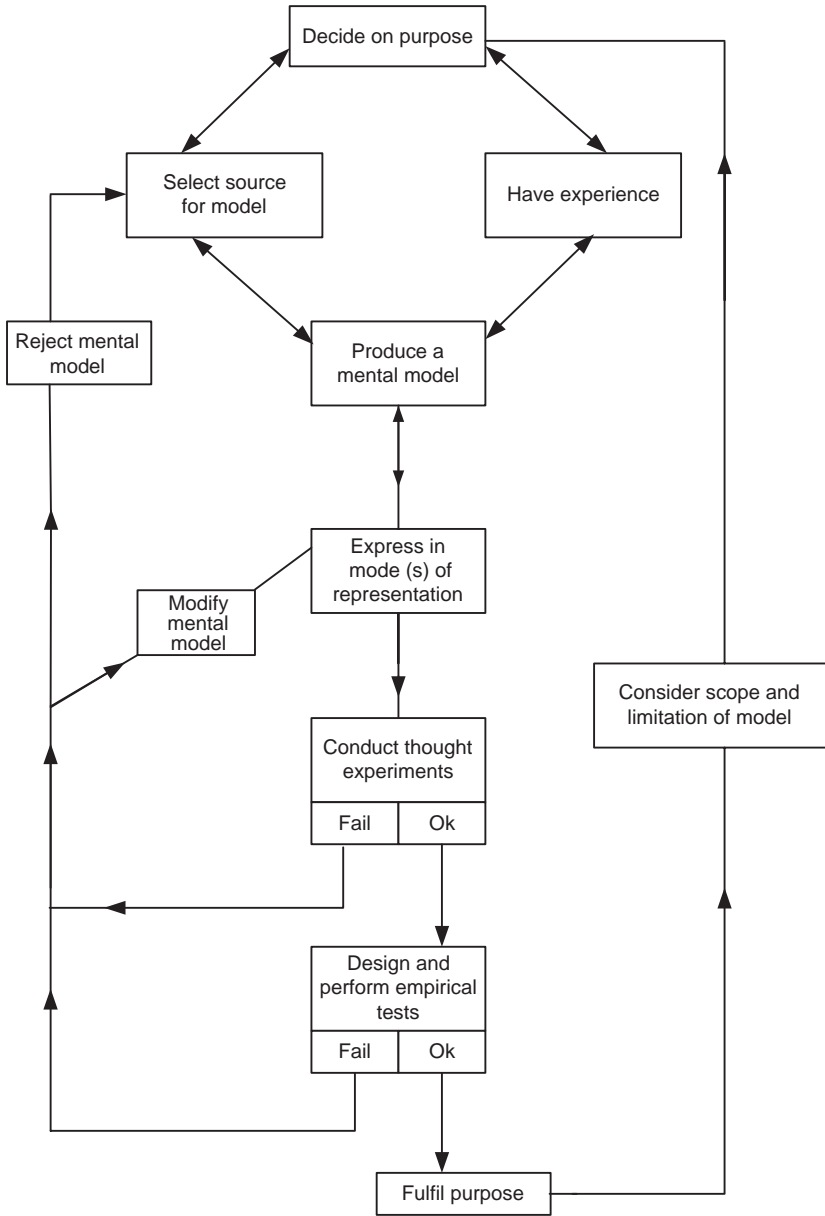 Decide on purpose
Select source
for model
Have experience
Reject mental
model
Produce a
mental model
Express in
mode (s) of
representation
Modify
mental
model
Consider scope and
limitation of model
Conduct thought
experiments
Fail
Ok
Design and
perform empirical
tests
Fail
Ok
Fulfil purpose